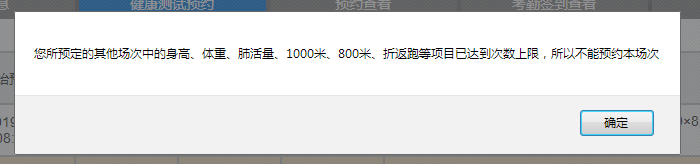 息 健康测试预约 预约查看 考勤签到查看
您所预定的其他场次中的身高、体重、肺活量、1000米、800米、折返跑等项目已达到次数上限，所以不能预约本场次
确定